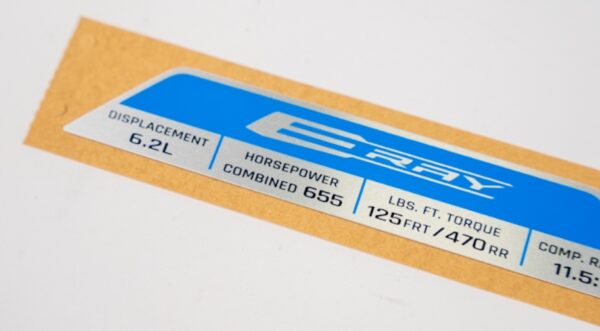 E RAY
DISPLACEMENT
6.2L
HORSEPOWER
COMBINED 655
LBS. FT. TORQUE
125 FRT / 470 RR
COMP. R
11.5: